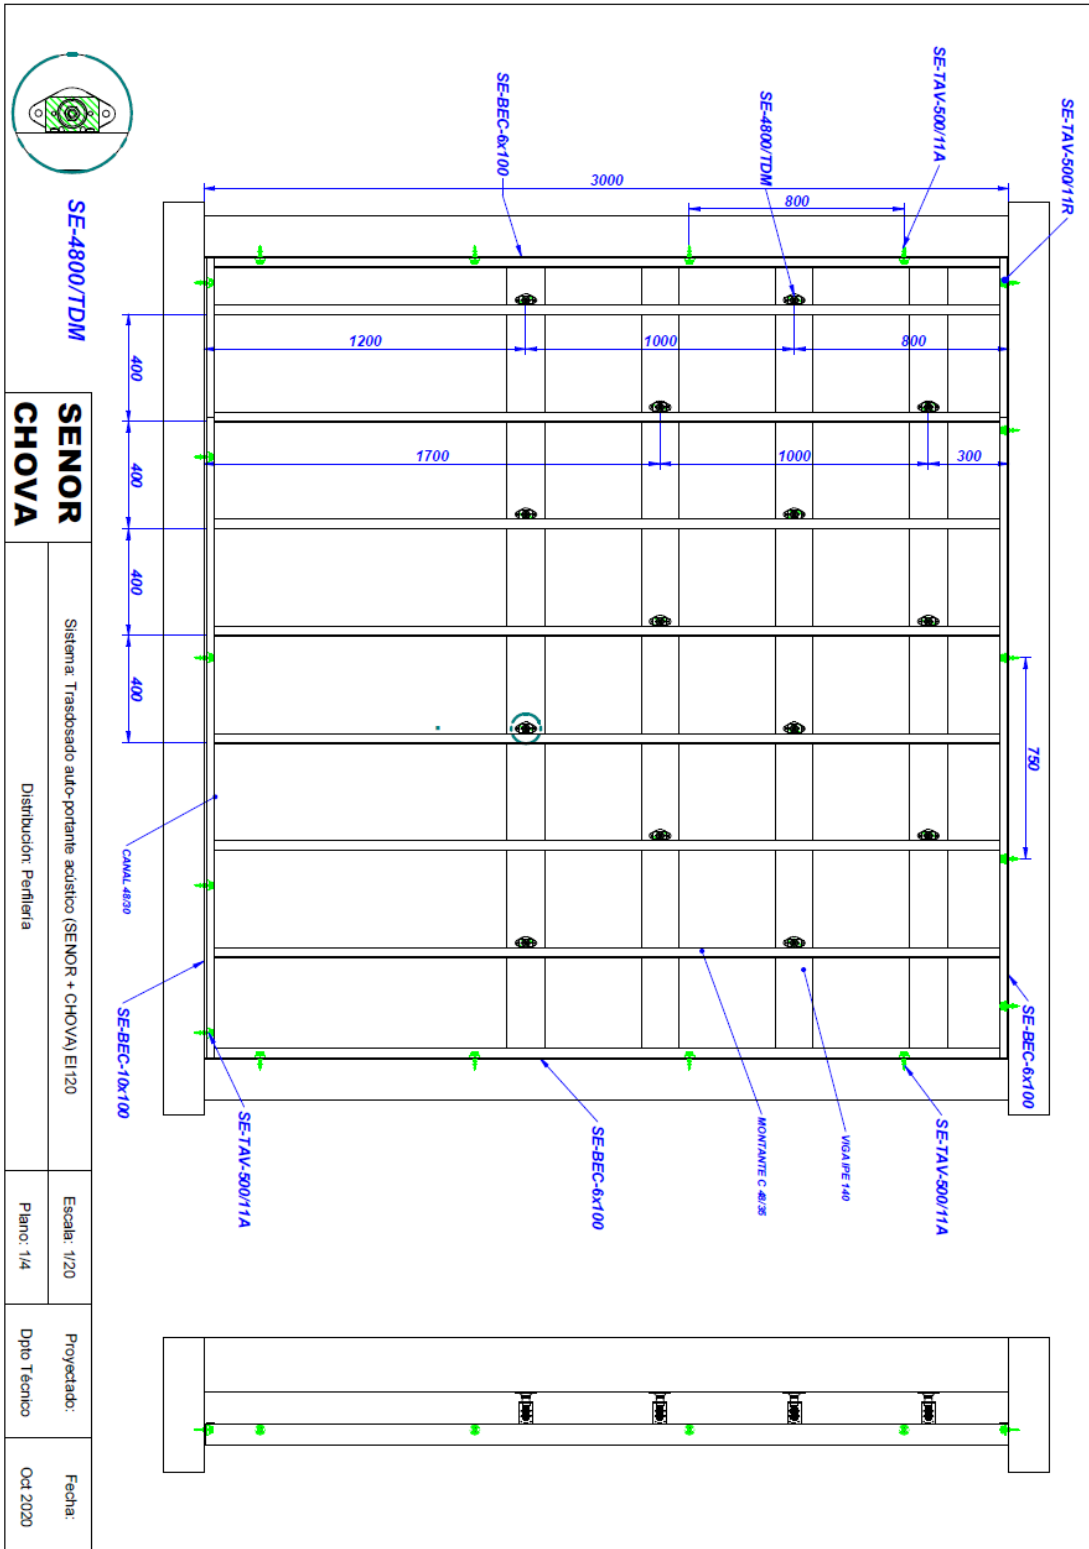 SE-TAV-500/11R
SE-TAV-500/11A
SE-4800/TDM
SE-BEC-6x100
3000
800
1200
1000
800
1700
1000
300
400
400
400
400
750
SE-4800/TDM
CANAL 48/30
SE-BEC-10x100
SE-TAV-500/11A
SE-BEC-6x100
MONTANTE C 48/35
VIGA IPE 140
SE-TAV-500/11A
SE-BEC-6x100
SENOR
CHOVA
Sistema: Trasdosado auto-portante acústico (SENOR + CHOVA) EI120
Distribución: Perfilería
Escala: 1/20
Plano: 1/4
Proyectado:
Dpto Técnico
Fecha:
Oct 2020